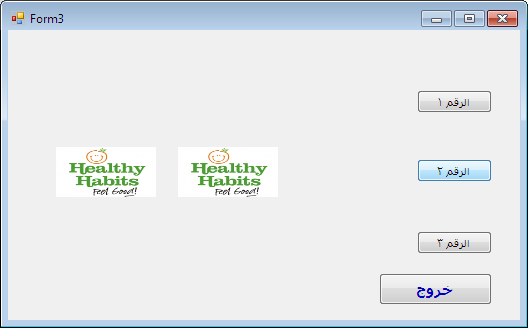 Form3
الرقم ١
Healthy
Habits
Feel Good!
Healthy
Habits
Feel Good!
الرقم ٢
الرقم ٣
خروج